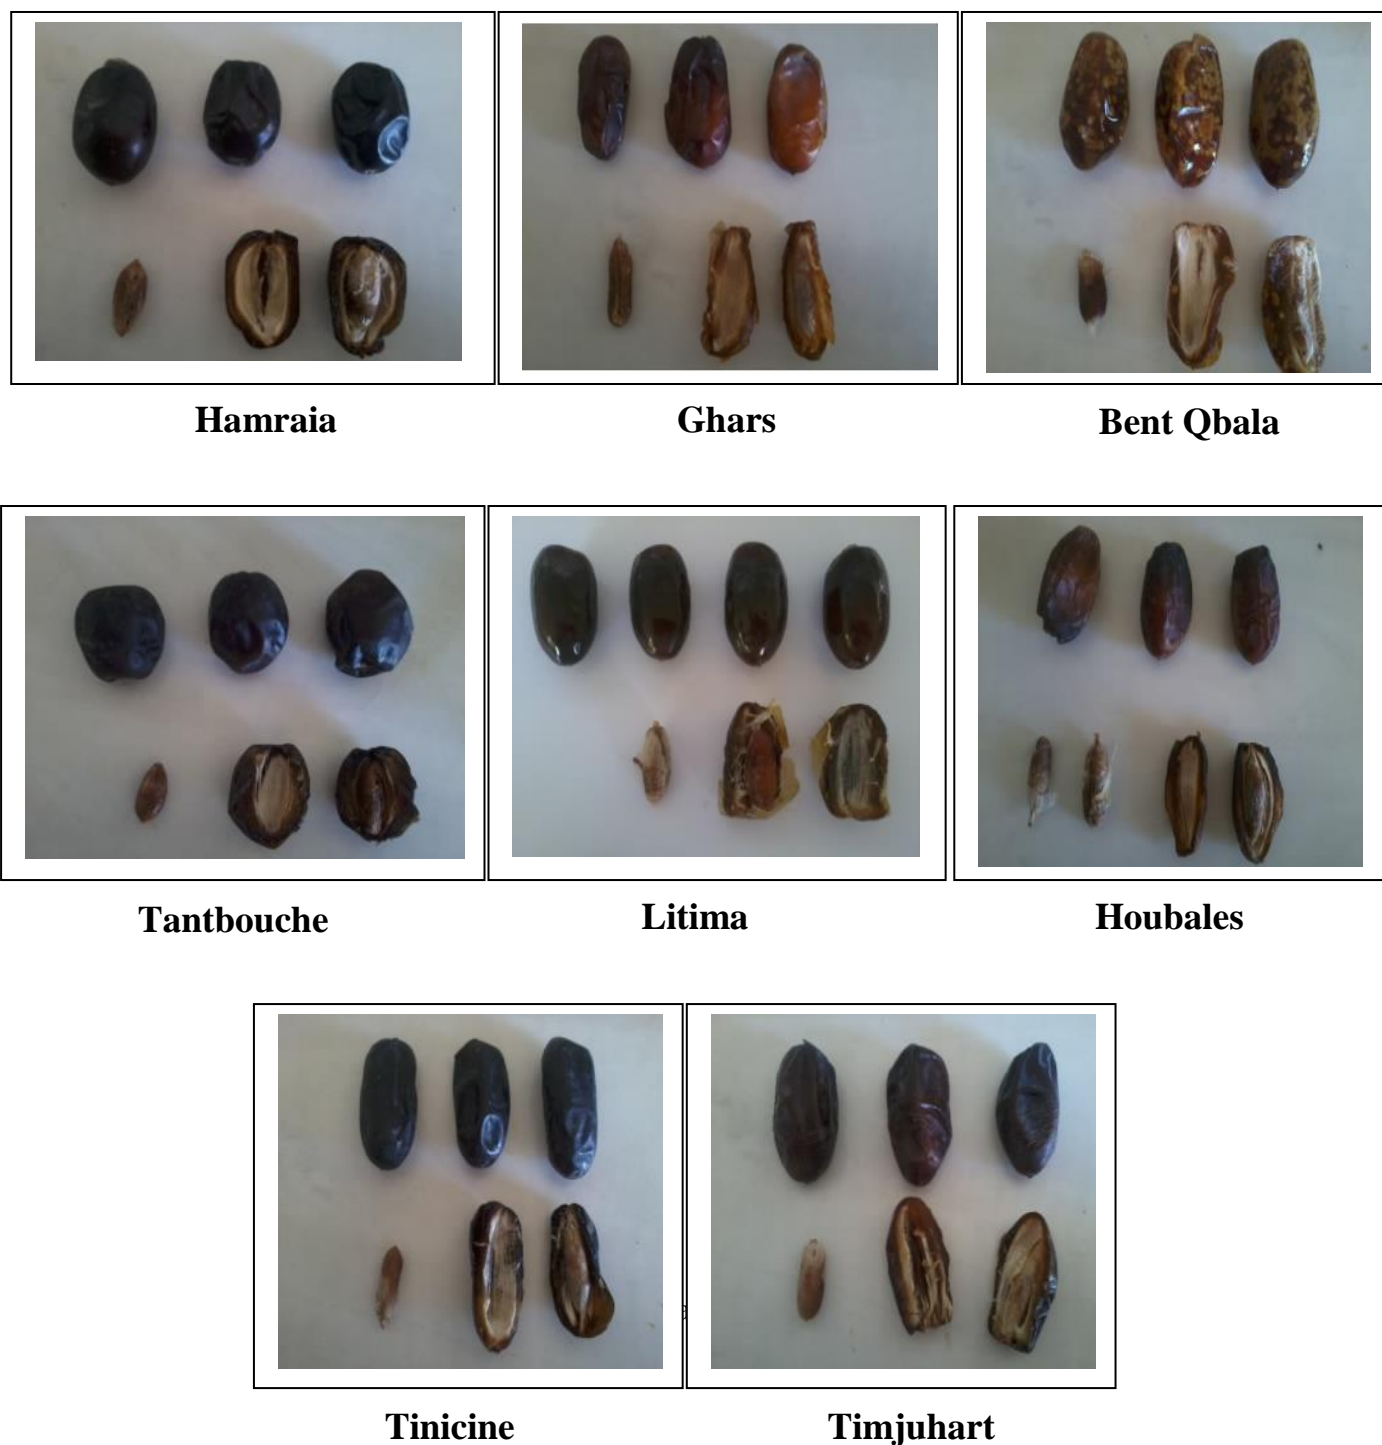 Hamraia
Ghars
Bent Qbala
Tantbouche
Litima
Houbales
Tinicine
Timjuhart